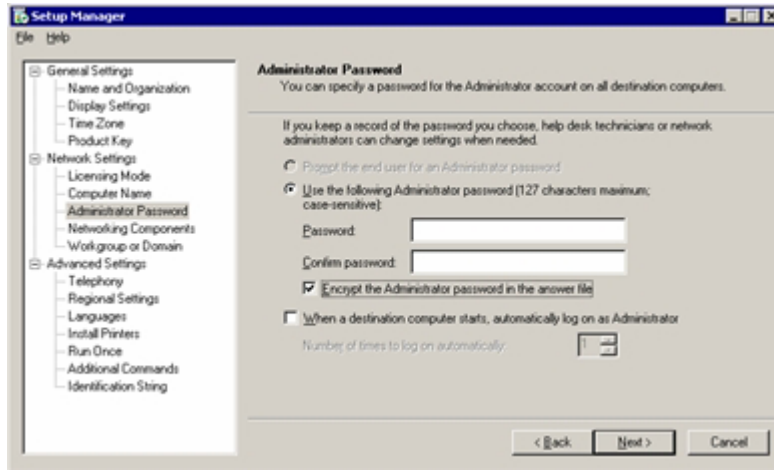 Setup Manager
File Help
General Settings
Name and Organization
Display Settings
Time Zone
Product Key
Network Settings
Licensing Mode
Computer Name
Administrator Password
Networking Components
Workgroup or Domain
Advanced Settings
Telephony
Regional Settings
Languages
Install Printers
Run Once
Additional Commands
Identification String
Administrator Password
You can specify a password for the Administrator account on all destination computers.
If you keep a record of the password you choose, help desk technicians or network
administrators can change settings when needed.
Prompt the end user for an Administrator password
Use the following Administrator password (127 characters maximum;
case-sensitive):
Password:
Confirm password:
Encrypt the Administrator password in the answer file
When a destination computer starts, automatically log on as Administrator
Number of times to log on automatically: 1
< Back Next > Cancel